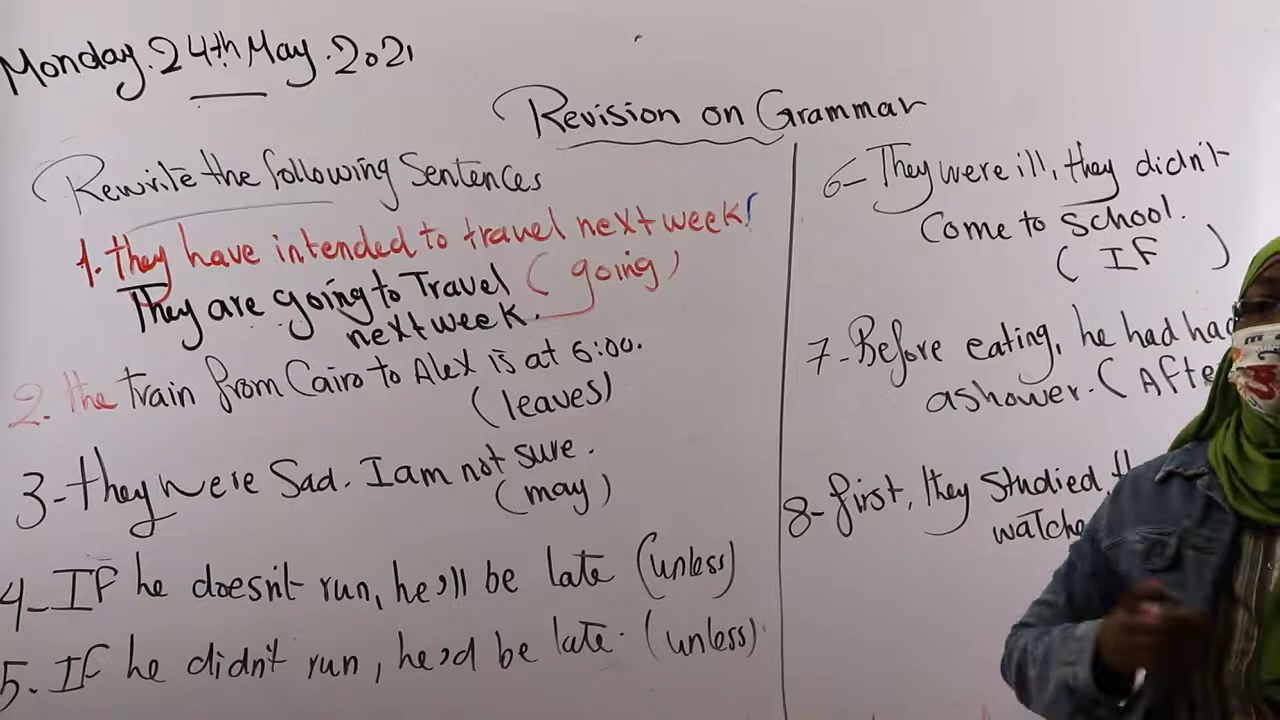 Monday. 24th May. 2021
Revision on Grammar
Rewrite the following Sentences
1. they have intended to travel next week!
They are going to Travel (going)
next week.
2. the train from Cairo to Alex is at 6:00.
(leaves)
3- they were Sad. I am not sure.
(may)
4- IF he doesn't run, he'll be late (unless)
5. IF he didn't run, he'd be late. (unless)
6- They were ill, they didn't
Come to School.
(IF)
7- Before eating, he had had
a shower. (After
8- first, they studied,